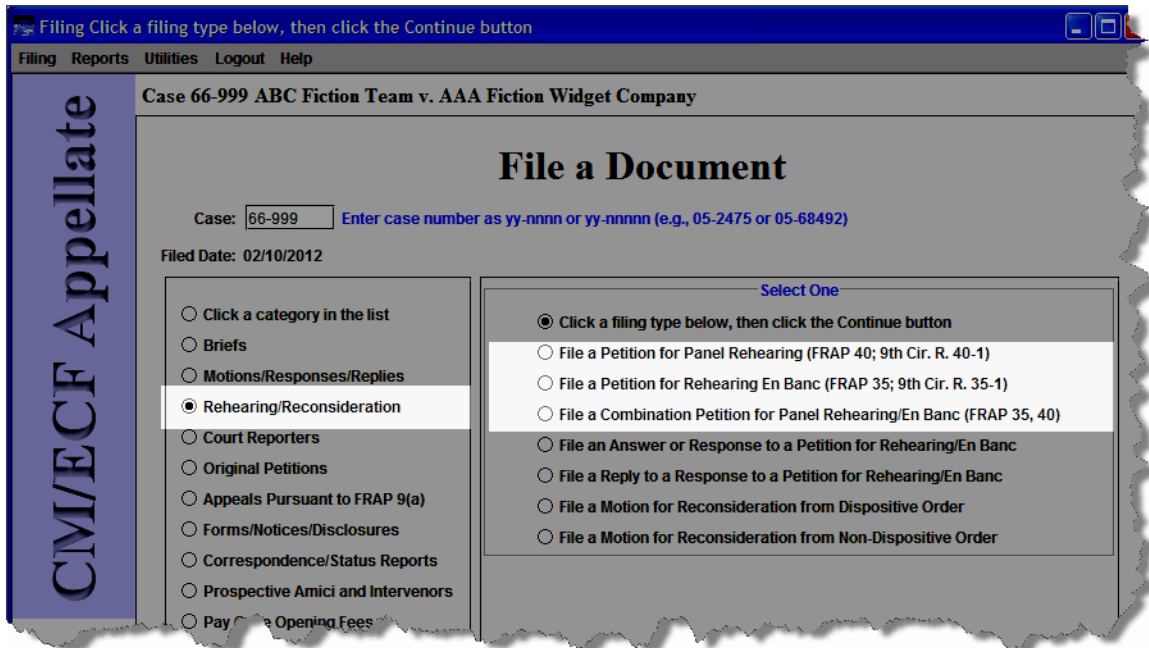 Filing Click a filing type below, then click the Continue button
Filing Reports Utilities Logout Help
CM/ECF Appellate
Case 66-999 ABC Fiction Team v. AAA Fiction Widget Company
File a Document
Case: 66-999 Enter case number as yy-nnnn or yy-nnnnn (e.g., 05-2475 or 05-68492)
Filed Date: 02/10/2012
Click a category in the list
Briefs
Motions/Responses/Replies
Rehearing/Reconsideration
Court Reporters
Original Petitions
Appeals Pursuant to FRAP 9(a)
Forms/Notices/Disclosures
Correspondence/Status Reports
Prospective Amici and Intervenors
Pay Opening Fees
Select One
Click a filing type below, then click the Continue button
File a Petition for Panel Rehearing (FRAP 40; 9th Cir. R. 40-1)
File a Petition for Rehearing En Banc (FRAP 35; 9th Cir. R. 35-1)
File a Combination Petition for Panel Rehearing/En Banc (FRAP 35, 40)
File an Answer or Response to a Petition for Rehearing/En Banc
File a Reply to a Response to a Petition for Rehearing/En Banc
File a Motion for Reconsideration from Dispositive Order
File a Motion for Reconsideration from Non-Dispositive Order